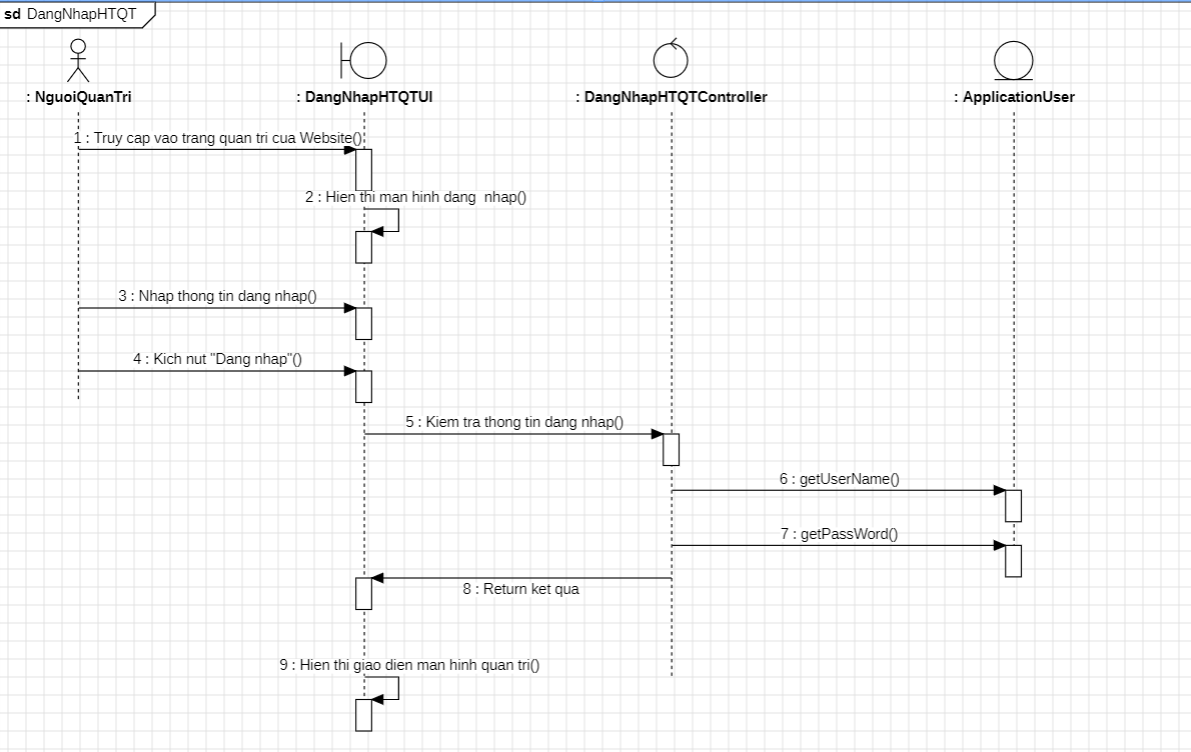 sd DangNhapHTQT
: NguoiQuanTri
: DangNhapHTQTUI
: DangNhapHTQTController
: ApplicationUser
1 : Truy cap vao trang quan tri cua Website()
2 : Hien thi man hinh dang  nhap()
3 : Nhap thong tin dang nhap()
4 : Kich nut "Dang nhap"()
5 : Kiem tra thong tin dang nhap()
6 : getUserName()
7 : getPassWord()
8 : Return ket qua
9 : Hien thi giao dien man hinh quan tri()